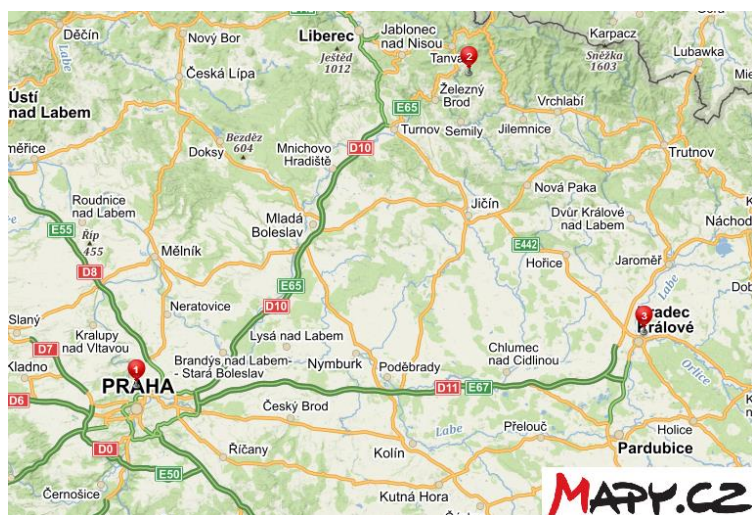 Děčín
Labe
Nový Bor
Liberec
Jablonec
nad Nisou
Karpacz
Lubawka
Česká Lípa
Ještěd
1012
2
Sněžka
1603
Ústí
nad Labem
E65
Železný
Brod
Vrchlabí
Bezděz
604
Mnichovo
Hradiště
D10
Turnov
Semily
Jilemnice
Doksy
Trutnov
Roudnice
nad Labem
Jičín
Nová Paka
E55
Říp
455
Mladá
Boleslav
Dvůr Králové
nad Labem
Mělník
E442
Hořice
Jaroměř
D8
E65
Labe
Neratovice
D10
Slaný
Kralupy
nad Vltavou
Lysá nad Labem
3
Králové
D7
Kladno
1
Brandýs nad Labem-
- Stará Boleslav
Nymburk
Poděbrady
Chlumec
nad Cidlinou
PRAHA
D11
E67
Orlice
D6
Český Brod
Přelouč
Holice
D0
Říčany
Labe
Kolín
Pardubice
E50
Černošice
Kutná Hora
MAPY.CZ